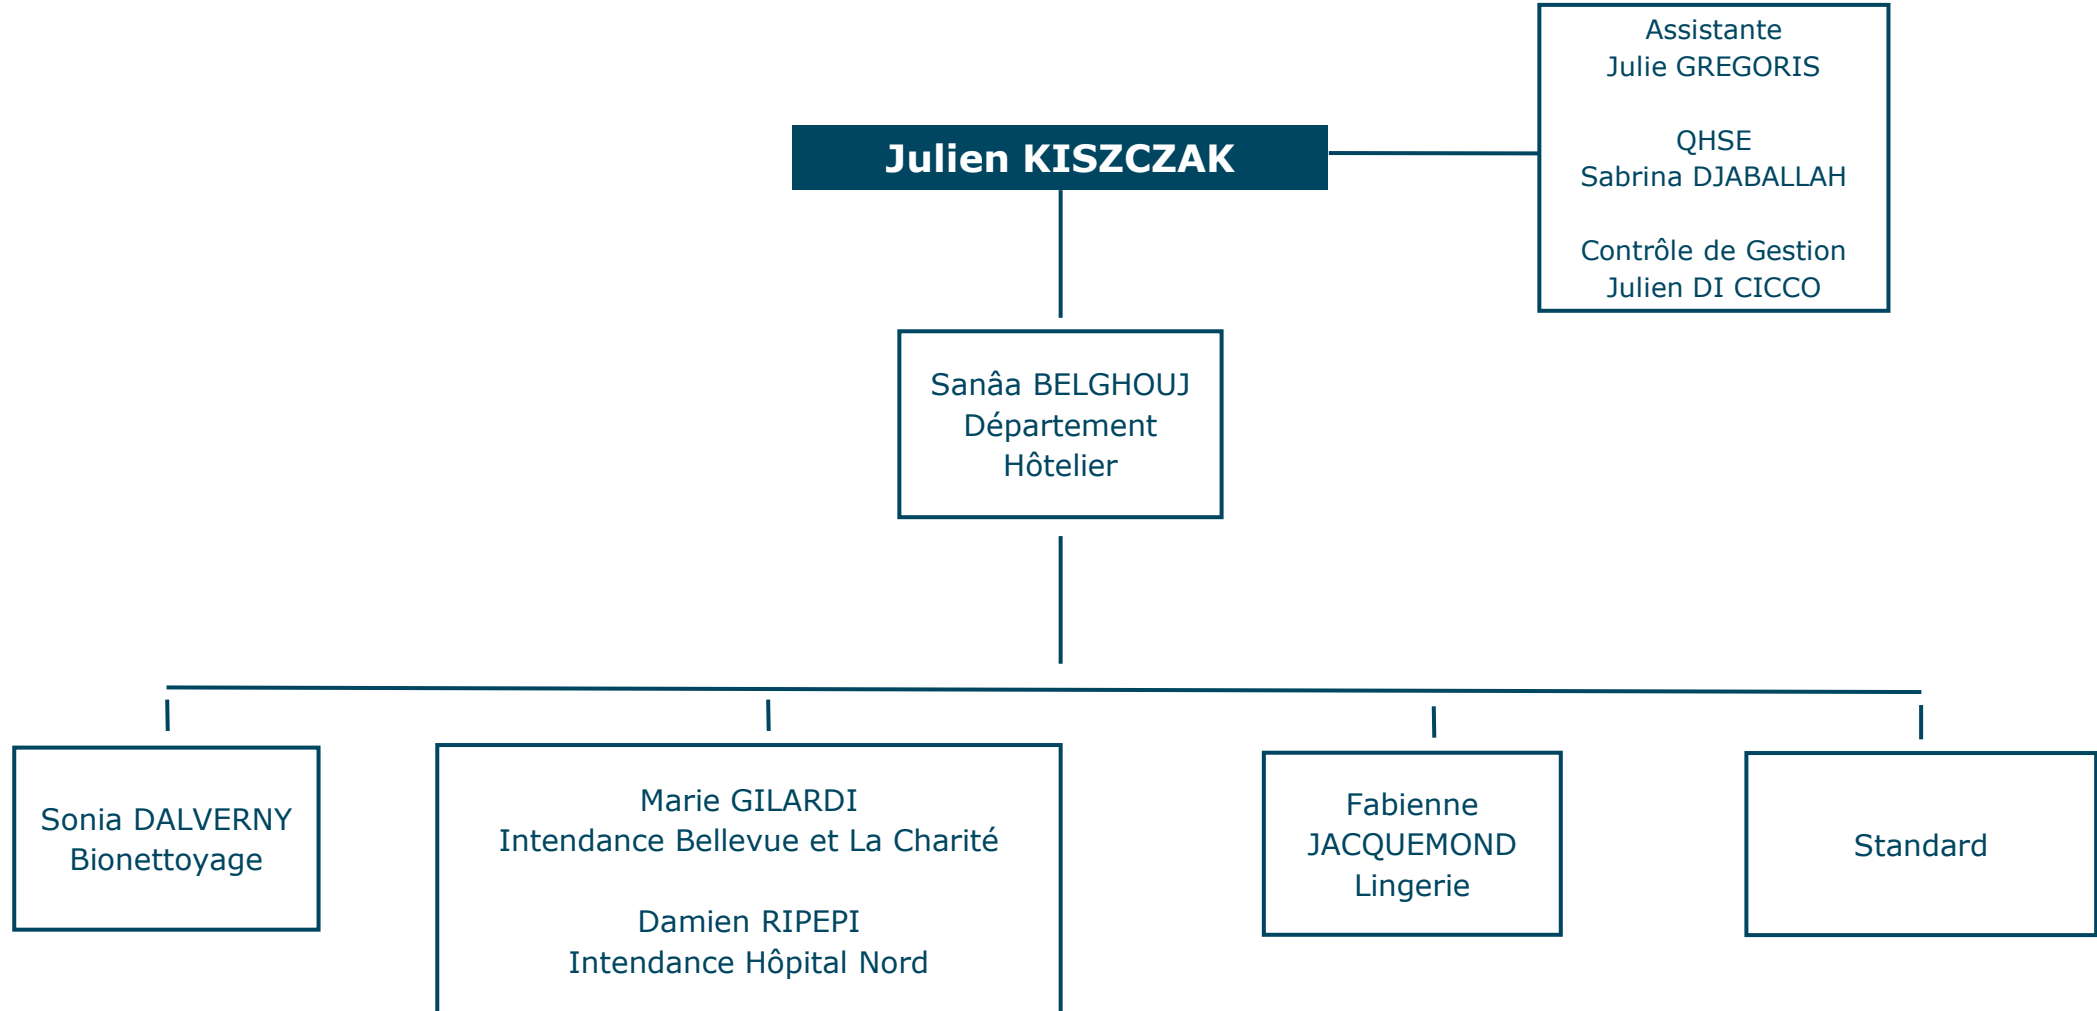 Assistante
Julie GREGORIS
QHSE
Sabrina DJABALLAH
Contrôle de Gestion
Julien DI CICCO
Julien KISZCZAK
Sanâa BELGHOUJ
Département
Hôtelier
Sonia DALVERNY
Bionettoyage
Marie GILARDI
Intendance Bellevue et La Charité
Damien RIPEPI
Intendance Hôpital Nord
Fabienne
JACQUEMOND
Lingerie
Standard